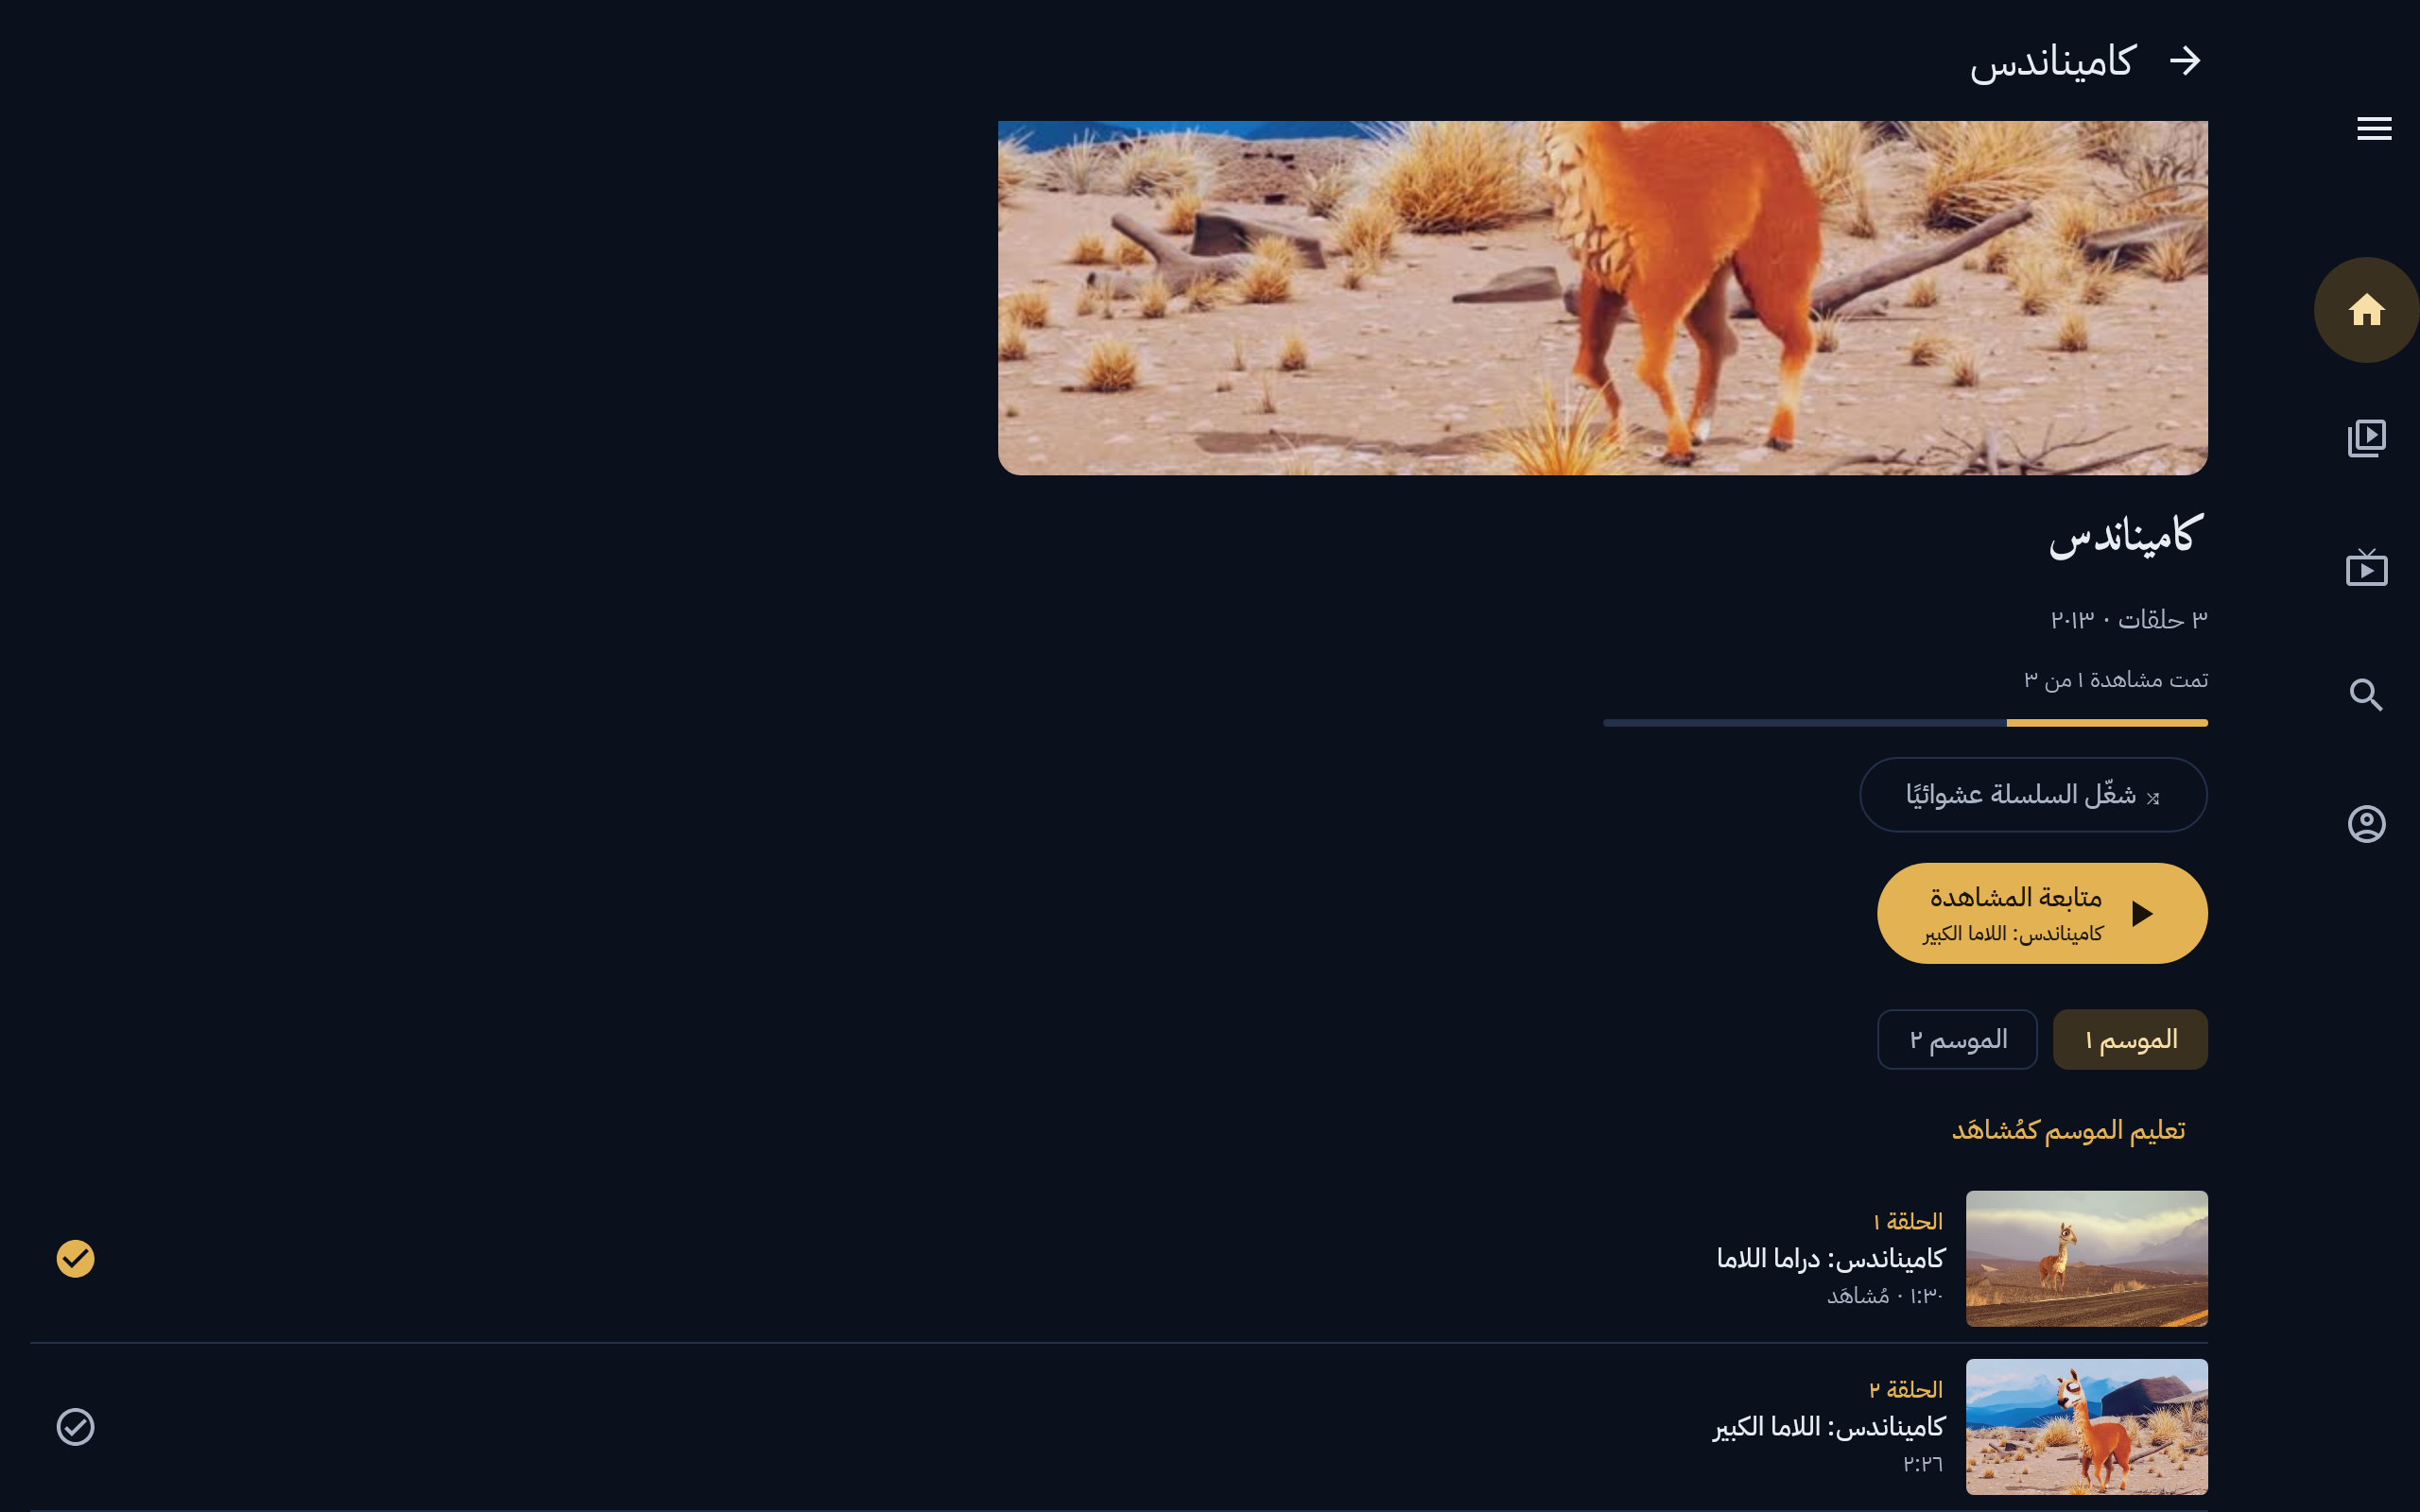 كاميناندس
كاميناندس
٣ حلقات · ٢٠١٣
تمت مشاهدة ١ من ٣
شغّل السلسلة عشوائيًا
متابعة المشاهدة
كاميناندس: اللاما الكبير
الموسم ١
الموسم ٢
تعليم الموسم كمُشاهَد
الحلقة ١
كاميناندس: دراما اللاما
١:٣٠ · مُشاهَد
الحلقة ٢
كاميناندس: اللاما الكبير
٢:٢٦